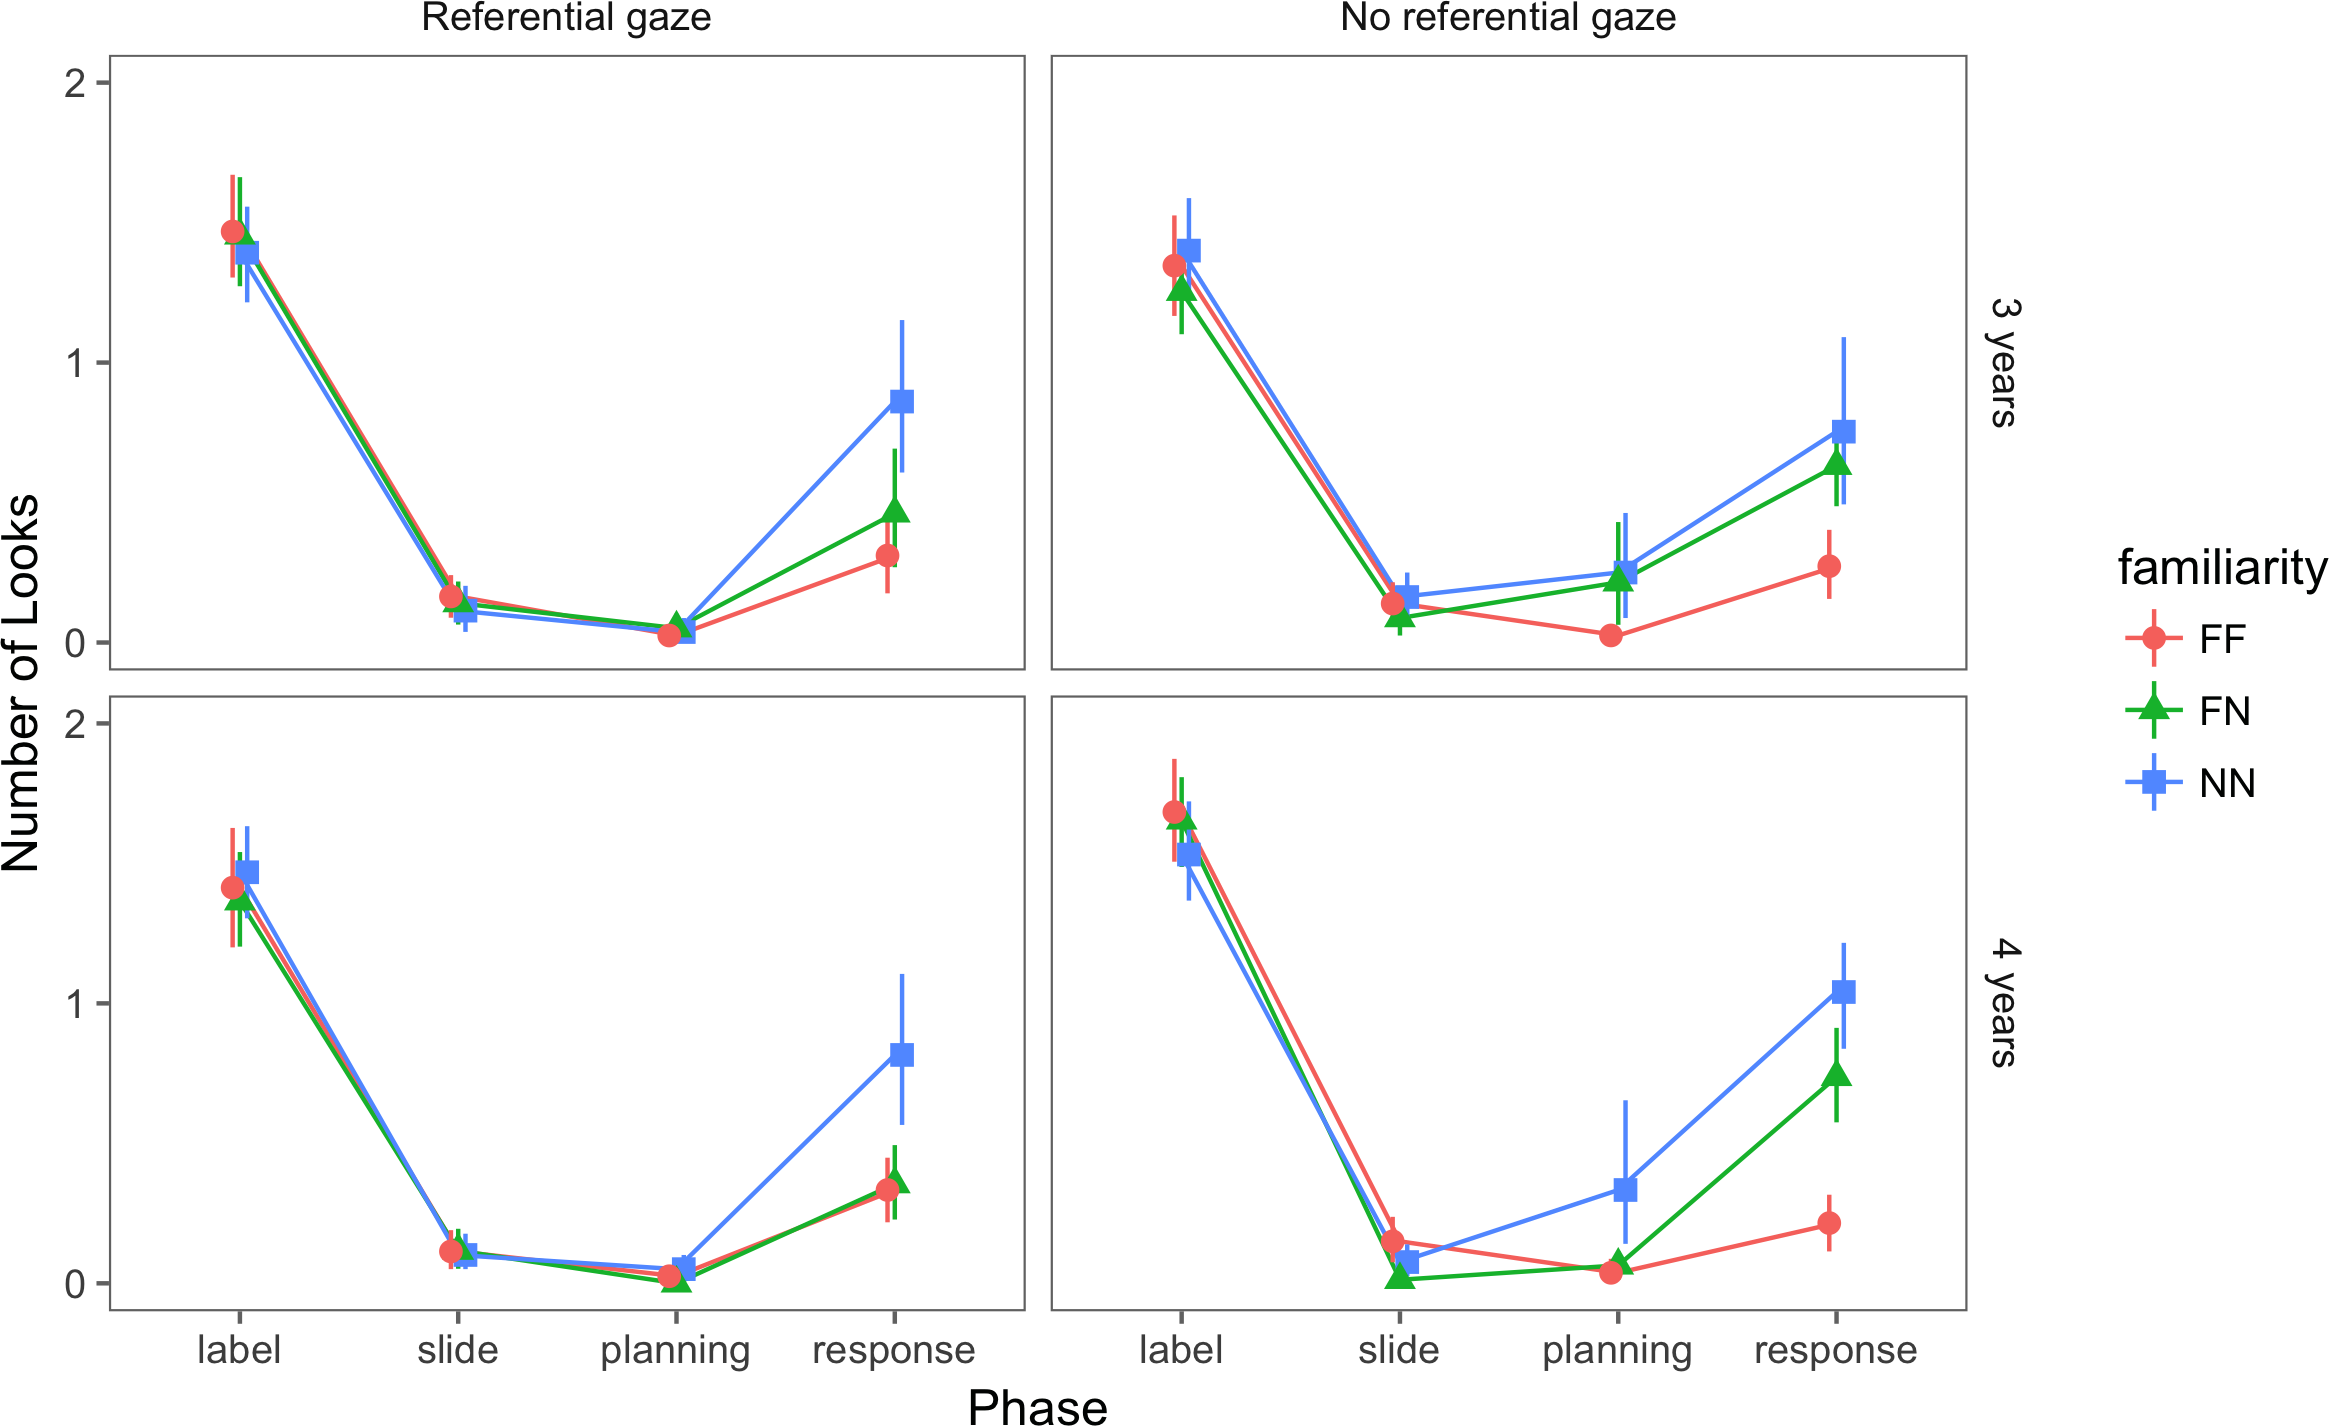 Referential gaze
No referential gaze
2
1
0
3 years
2
1
0
4 years
Number of Looks
label slide planning response
label slide planning response
Phase
familiarity
FF
FN
NN